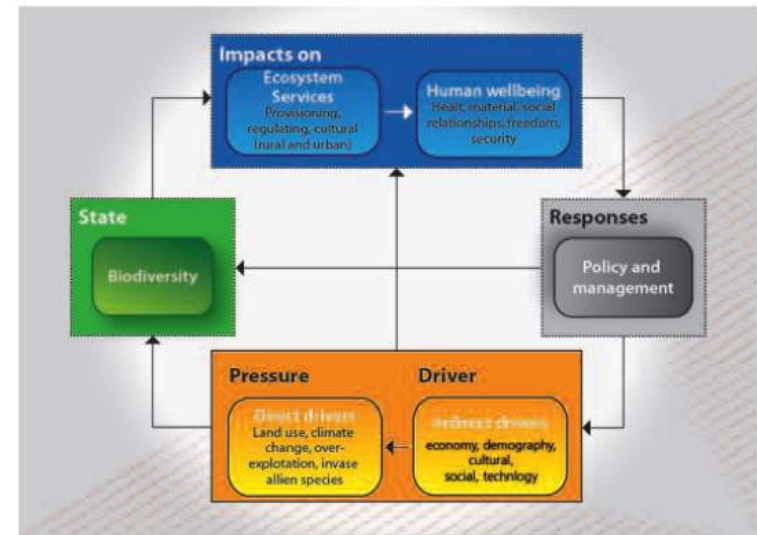 Impacts on
Ecosystem
Services
Provisioning,
regulating, cultural
(rural and urban)
Human wellbeing
Healt, material, social
relationships, freedom,
security
State
Biodiversity
Responses
Policy and
management
Pressure
Direct drivers
Land use, climate
change, over-
explotation, invase
allien species
Driver
Indirect drivers
economy, demography,
cultural,
social, technlogy